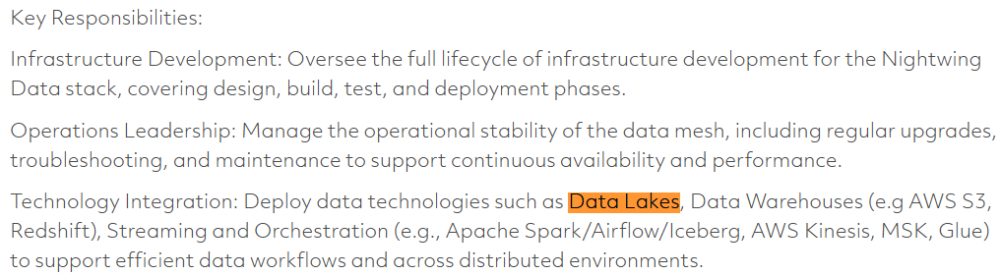 Key Responsibilities:
Infrastructure Development: Oversee the full lifecycle of infrastructure development for the Nightwing
Data stack, covering design, build, test, and deployment phases.
Operations Leadership: Manage the operational stability of the data mesh, including regular upgrades,
troubleshooting, and maintenance to support continuous availability and performance.
Technology Integration: Deploy data technologies such as Data Lakes, Data Warehouses (e.g AWS S3,
Redshift), Streaming and Orchestration (e.g., Apache Spark/Airflow/Iceberg, AWS Kinesis, MSK, Glue)
to support efficient data workflows and across distributed environments.